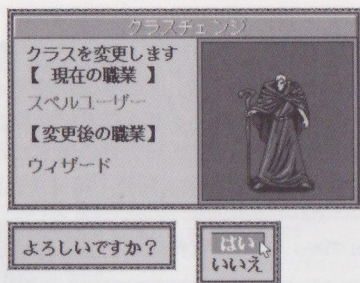 クラスチェンジ
クラスを変更します
【 現在の職業 】
スペルユーザー
【変更後の職業】
ウィザード
よろしいですか？
はい
いいえ